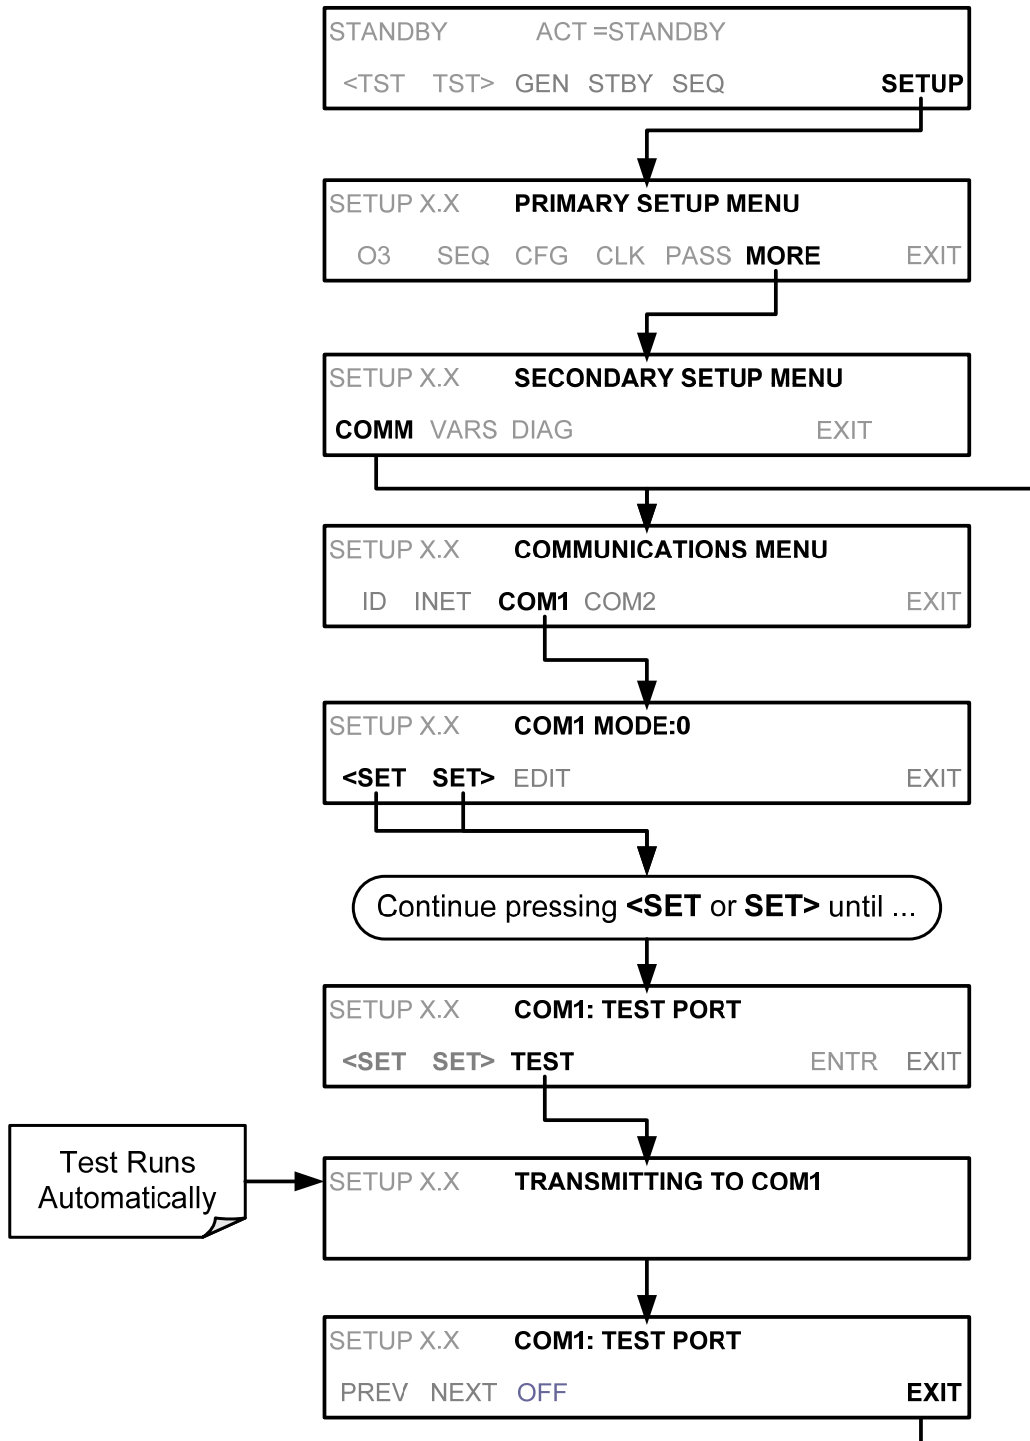 STANDBY ACT =STANDBY
<TST TST> GEN STBY SEQ SETUP
SETUP X.X PRIMARY SETUP MENU
O3 SEQ CFG CLK PASS MORE EXIT
SETUP X.X SECONDARY SETUP MENU
COMM VARS DIAG EXIT
SETUP X.X COMMUNICATIONS MENU
ID INET COM1 COM2 EXIT
SETUP X.X COM1 MODE:0
<SET SET> EDIT EXIT
Continue pressing <SET or SET> until ...
SETUP X.X COM1: TEST PORT
<SET SET> TEST ENTR EXIT
Test Runs
Automatically
SETUP X.X TRANSMITTING TO COM1
SETUP X.X COM1: TEST PORT
PREV NEXT OFF EXIT